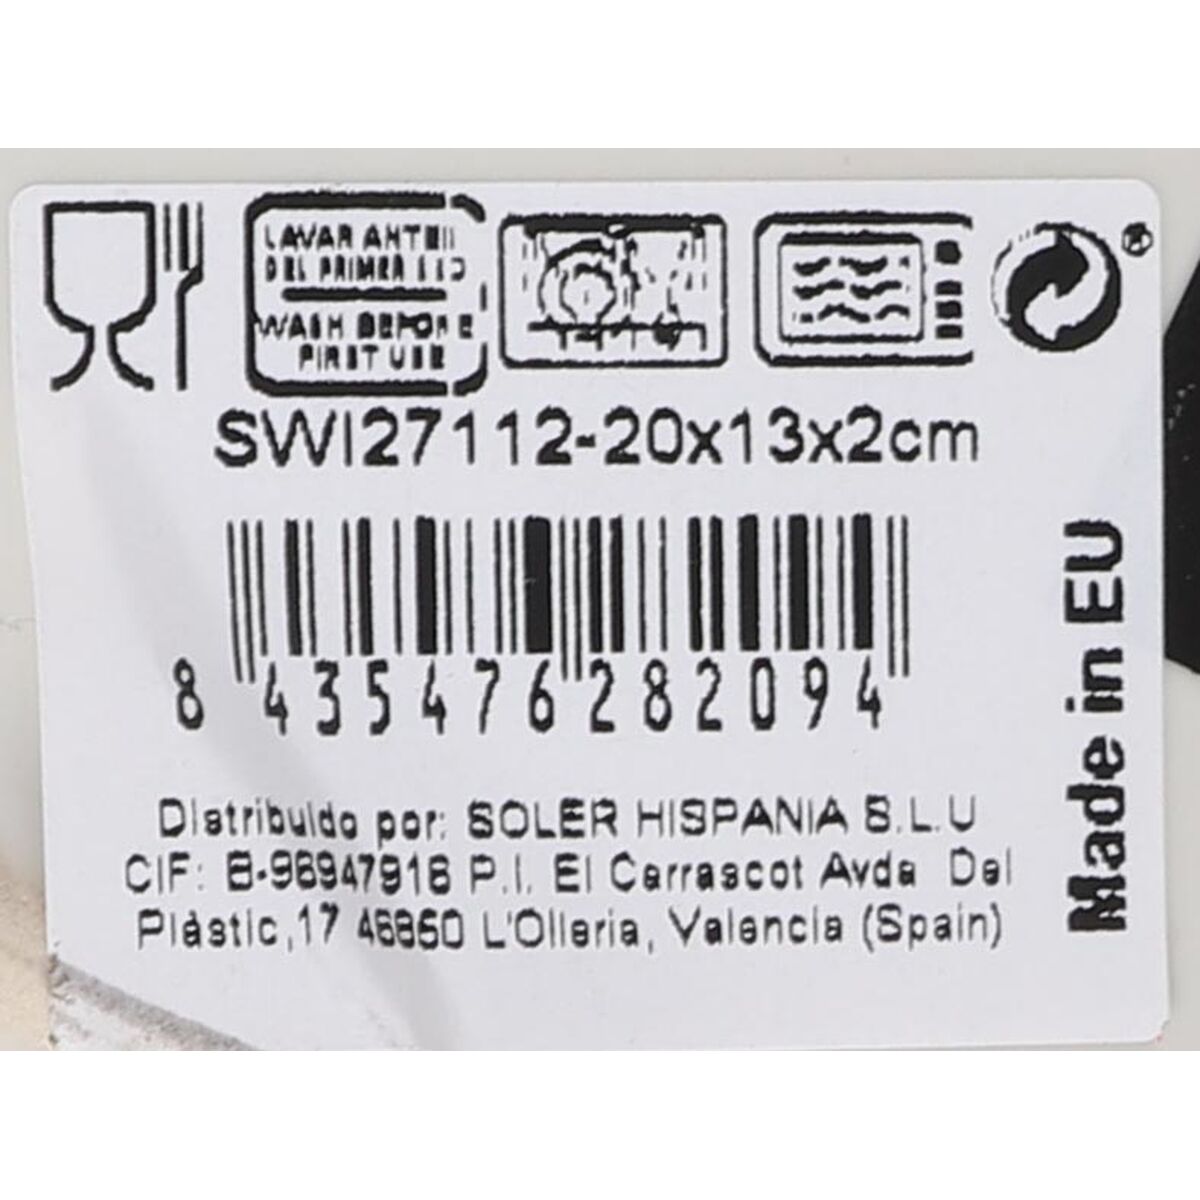 LAVAR ANTES
DEL PRIMER USO
WASH BEFORE
FIRST USE
®
SWI27112-20x13x2cm
8 435476 282094
Made in EU
Distribuido por: SOLER HISPANIA S.L.U
CIF: B-98947916 P.I. El Carrascot Avda Del
Plàstic,17 46850 L'Olleria, Valencia (Spain)